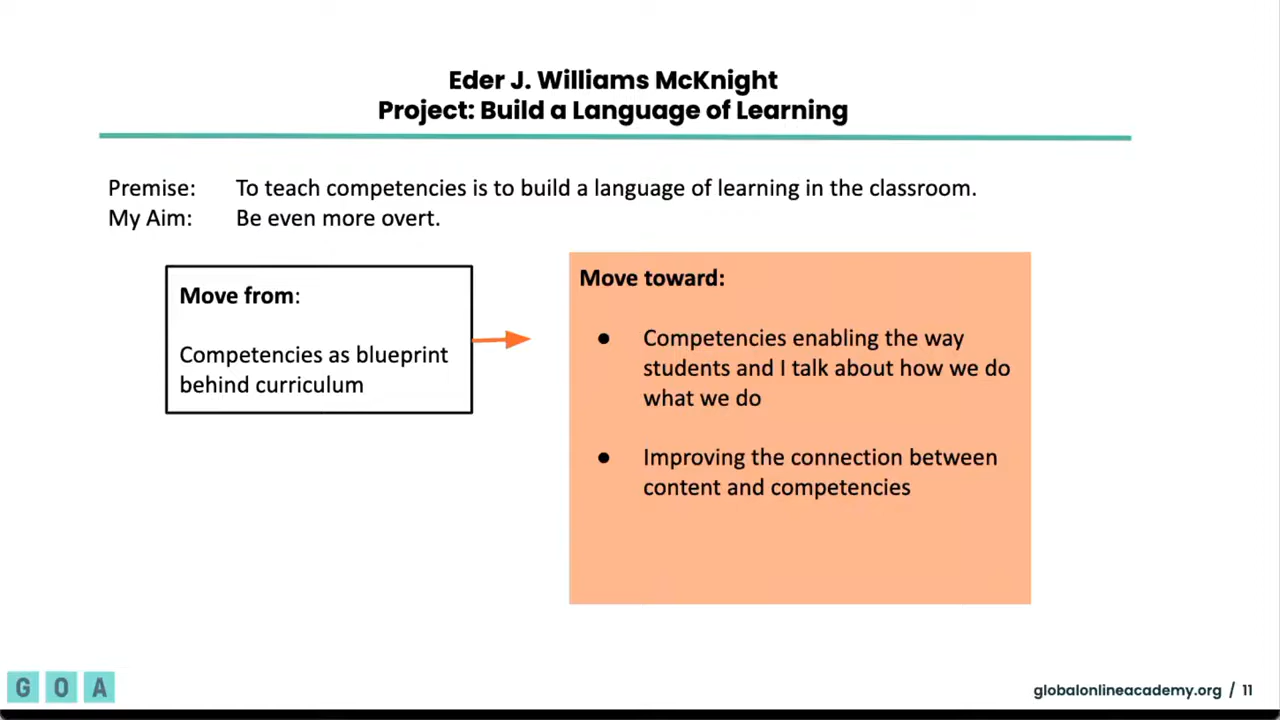 Eder J. Williams McKnight
Project: Build a Language of Learning
Premise: To teach competencies is to build a language of learning in the classroom.
My Aim: Be even more overt.
Move from:
Competencies as blueprint
behind curriculum
Move toward:
● Competencies enabling the way
students and I talk about how we do
what we do
● Improving the connection between
content and competencies
G O A
globalonlineacademy.org / 11